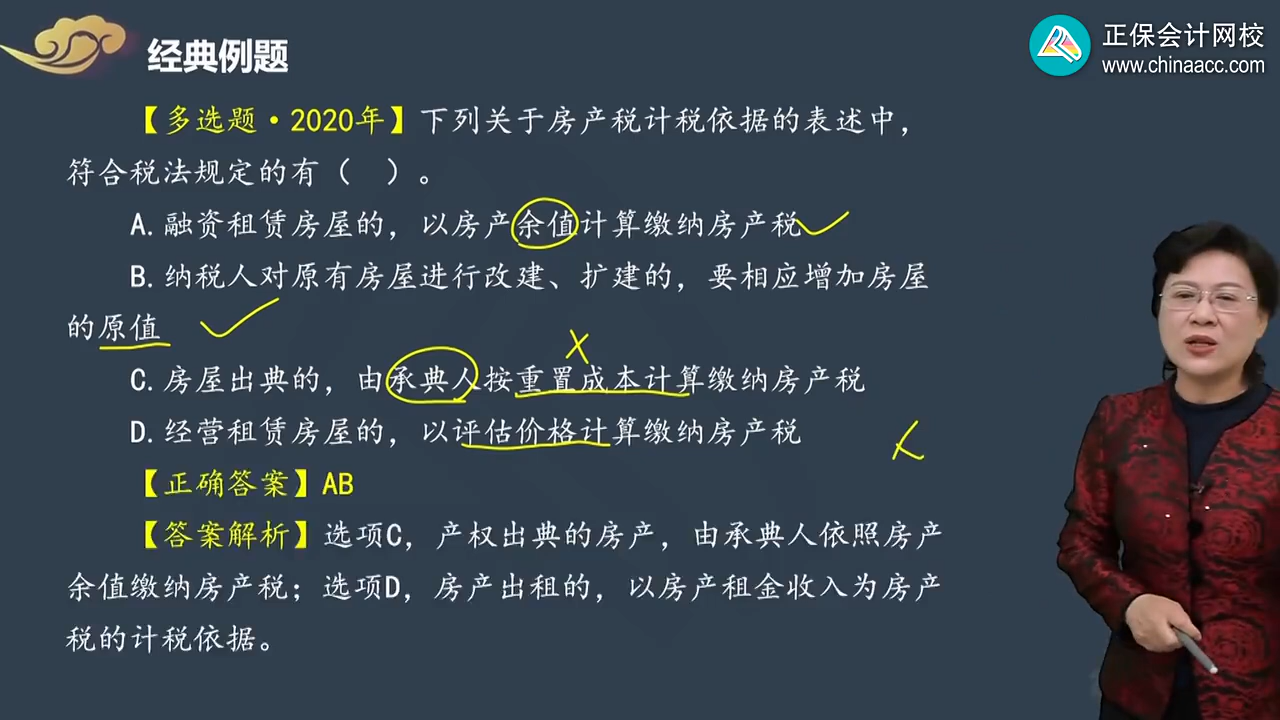 经典例题
正保会计网校
www.chinaacc.com
【多选题·2020年】下列关于房产税计税依据的表述中，
符合税法规定的有（ ）。
A. 融资租赁房屋的，以房产余值计算缴纳房产税
B. 纳税人对原有房屋进行改建、扩建的，要相应增加房屋
的原值
C. 房屋出典的，由承典人按重置成本计算缴纳房产税
D. 经营租赁房屋的，以评估价格计算缴纳房产税
【正确答案】AB
【答案解析】选项C，产权出典的房产，由承典人依照房产
余值缴纳房产税；选项D，房产出租的，以房产租金收入为房产
税的计税依据。